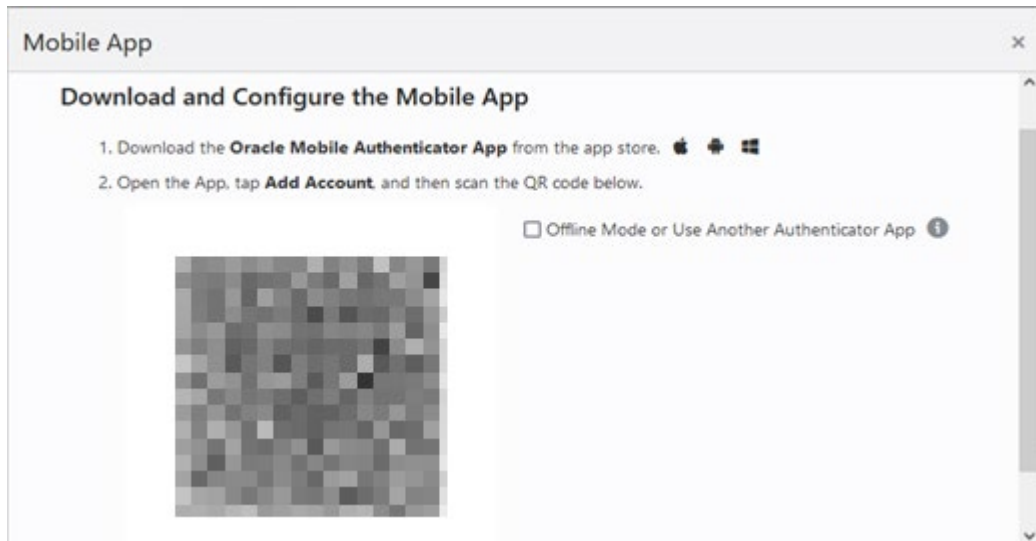 Mobile App
Download and Configure the Mobile App
1. Download the Oracle Mobile Authenticator App from the app store.
2. Open the App, tap Add Account, and then scan the QR code below.
Offline Mode or Use Another Authenticator App